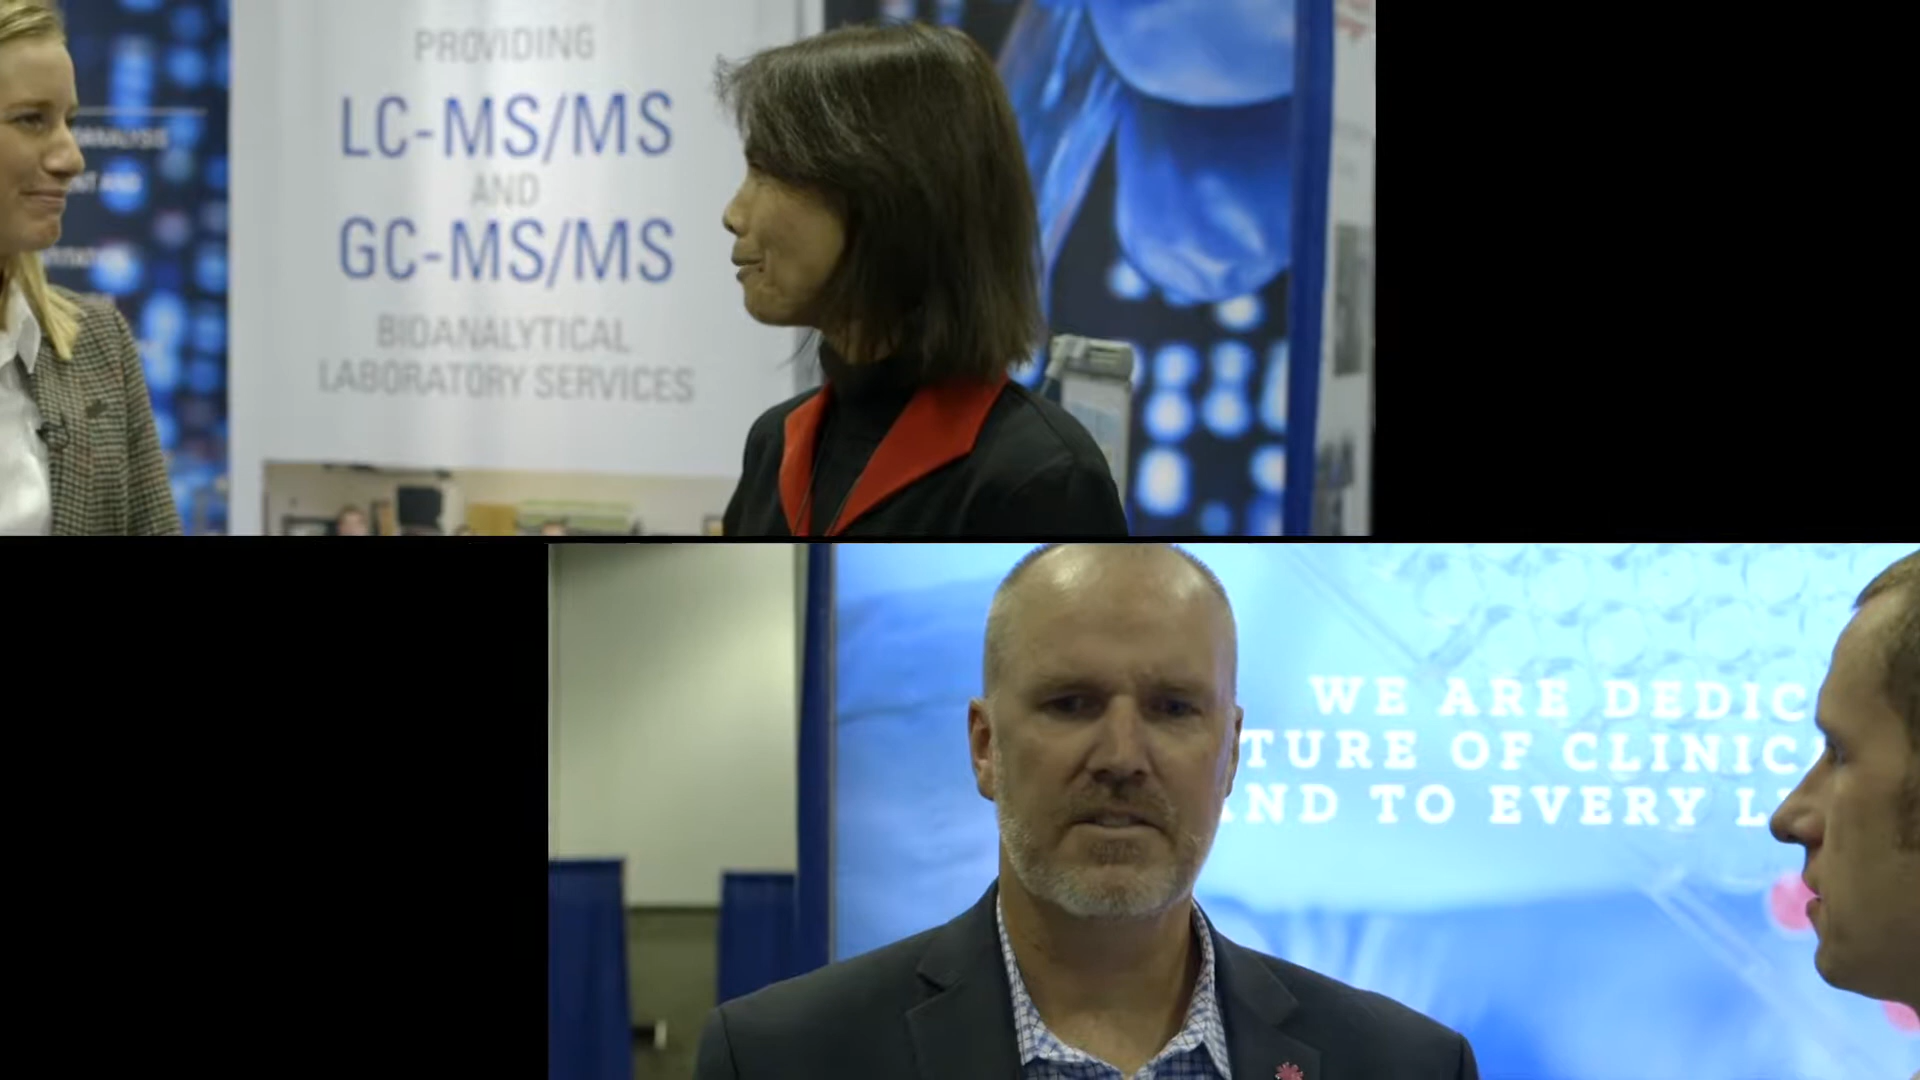 PROVIDING
LC-MS/MS
AND
GC-MS/MS
BIOANALYTICAL
LABORATORY SERVICES
WE ARE DEDIC
TURE OF CLINIC
AND TO EVERY L